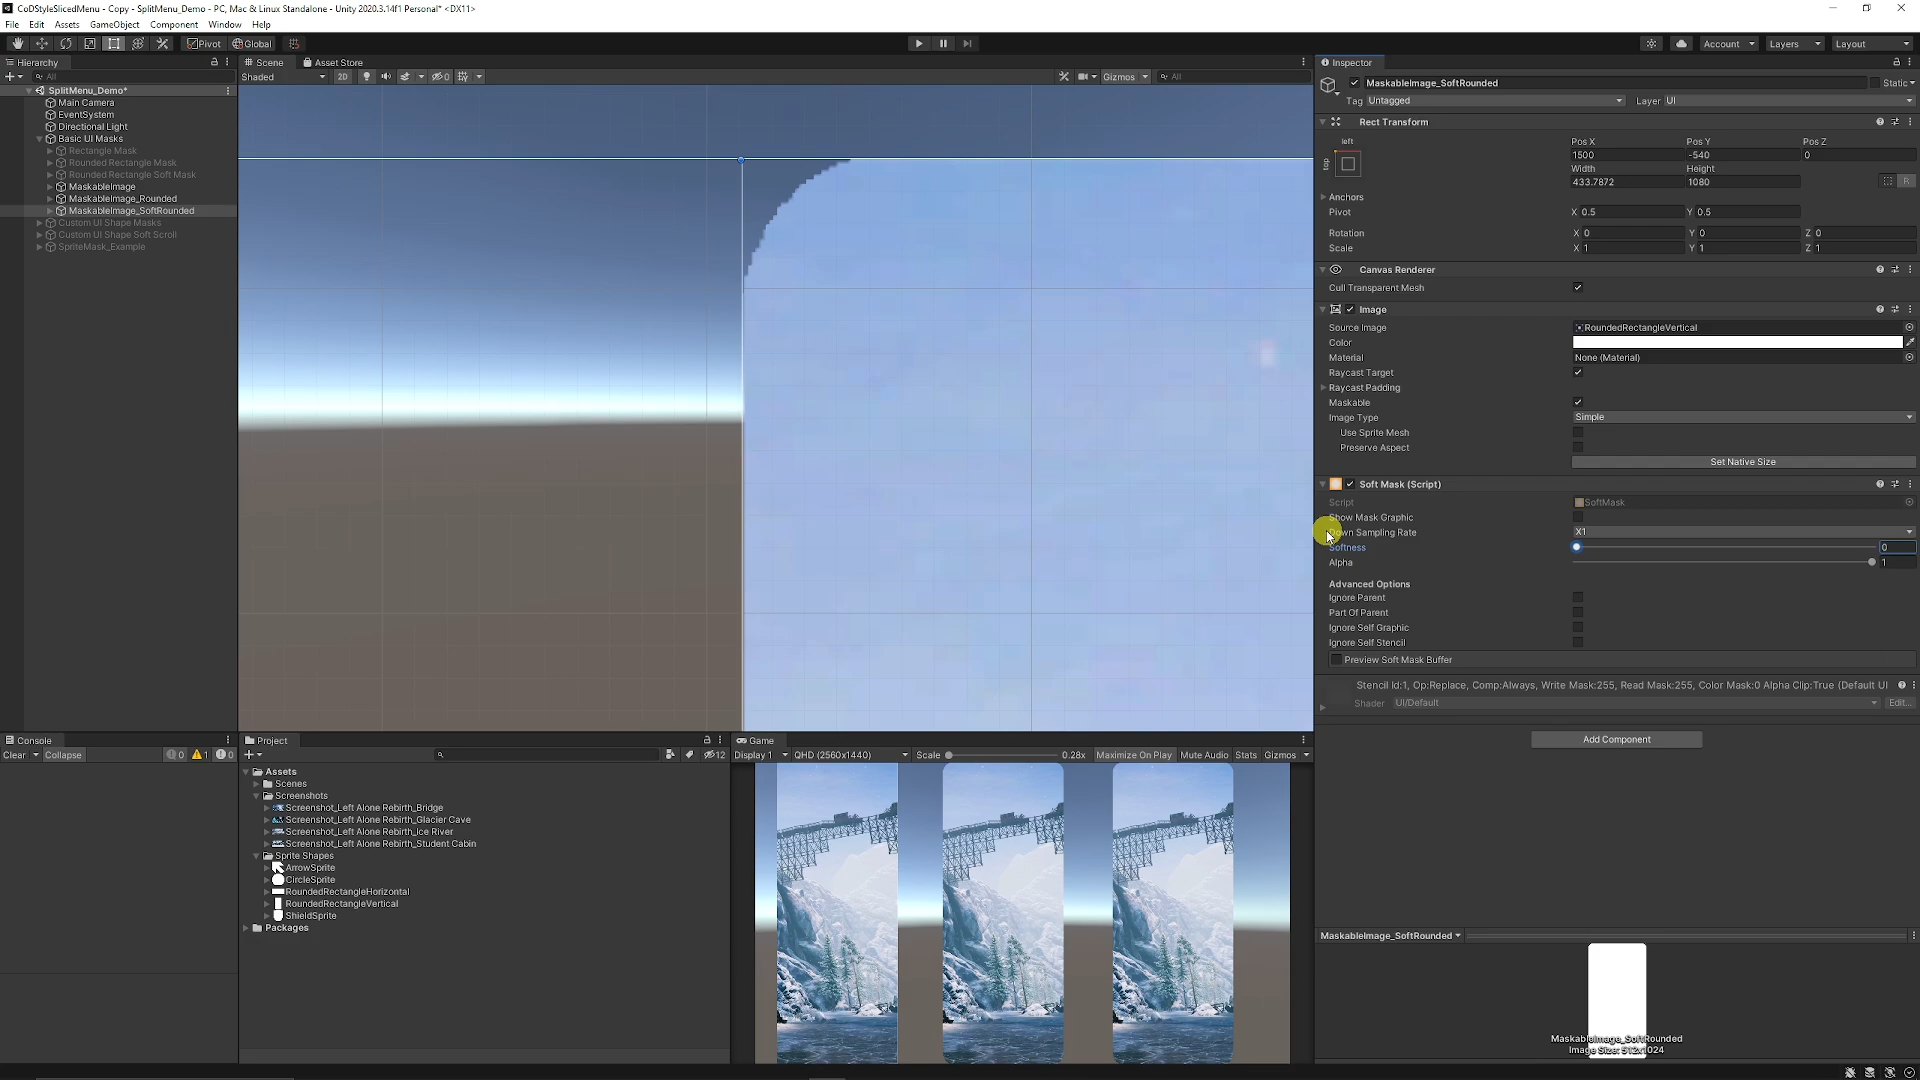 CoDStyleSlicedMenu - Copy - SplitMenu_Demo - PC, Mac & Linux Standalone - Unity 2020.3.14f1 Personal* <DX11>
File Edit Assets GameObject Component Window Help
Pivot Global Account Layers Layout
Hierarchy
All
SplitMenu_Demo*
Main Camera
EventSystem
Directional Light
Basic UI Masks
Rectangle Mask
Rounded Rectangle Mask
Rounded Rectangle Soft Mask
MaskableImage
MaskableImage_Rounded
MaskableImage_SoftRounded
Custom UI Shape Masks
Custom UI Shape Soft Scroll
SpriteMask_Example
Scene Asset Store
Shaded 2D Gizmos All
Inspector
MaskableImage_SoftRounded Static
Tag Untagged Layer UI
Rect Transform
left Pos X Pos Y Pos Z
top 1500 -540 0
Width Height
433.7872 1080 R
Anchors
Pivot X 0.5 Y 0.5
Rotation X 0 Y 0 Z 0
Scale X 1 Y 1 Z 1
Canvas Renderer
Cull Transparent Mesh
Image
Source Image RoundedRectangleVertical
Color
Material None (Material)
Raycast Target
Raycast Padding
Maskable
Image Type Simple
Use Sprite Mesh
Preserve Aspect
Set Native Size
Soft Mask (Script)
Script SoftMask
Show Mask Graphic
Down Sampling Rate X1
Softness 0
Alpha 1
Advanced Options
Ignore Parent
Part Of Parent
Ignore Self Graphic
Ignore Self Stencil
Preview Soft Mask Buffer
Stencil Id:1, Op:Replace, Comp:Always, Write Mask:255, Read Mask:255, Color Mask:0 Alpha Clip:True (Default UI
Shader UI/Default Edit...
Add Component
MaskableImage_SoftRounded
MaskableImage_SoftRounded
Image Size: 512x1024
Console
Clear Collapse 0 1 0
Project
12
Assets
Scenes
Screenshots
Screenshot_Left Alone Rebirth_Bridge
Screenshot_Left Alone Rebirth_Glacier Cave
Screenshot_Left Alone Rebirth_Ice River
Screenshot_Left Alone Rebirth_Student Cabin
Sprite Shapes
ArrowSprite
CircleSprite
RoundedRectangleHorizontal
RoundedRectangleVertical
ShieldSprite
Packages
Game
Display 1 QHD (2560x1440) Scale 0.28x Maximize On Play Mute Audio Stats Gizmos